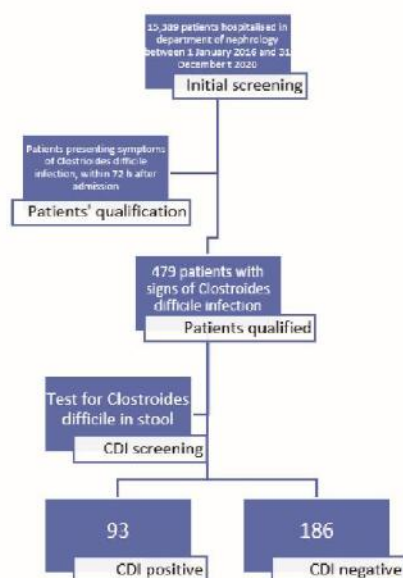 15,389 patients hospitalised in
department of nephrology
between 1 January 2016 and 31
December t 2020
Initial screening
Patients presenting symptoms
of Clostrioides difficile
infection, within 72 h after
admission
Patients' qualification
479 patients with
signs of Clostroides
difficile infection
Patients qualified
Test for Clostroides
difficile in stool
CDI screening
93
CDI positive
186
CDI negative